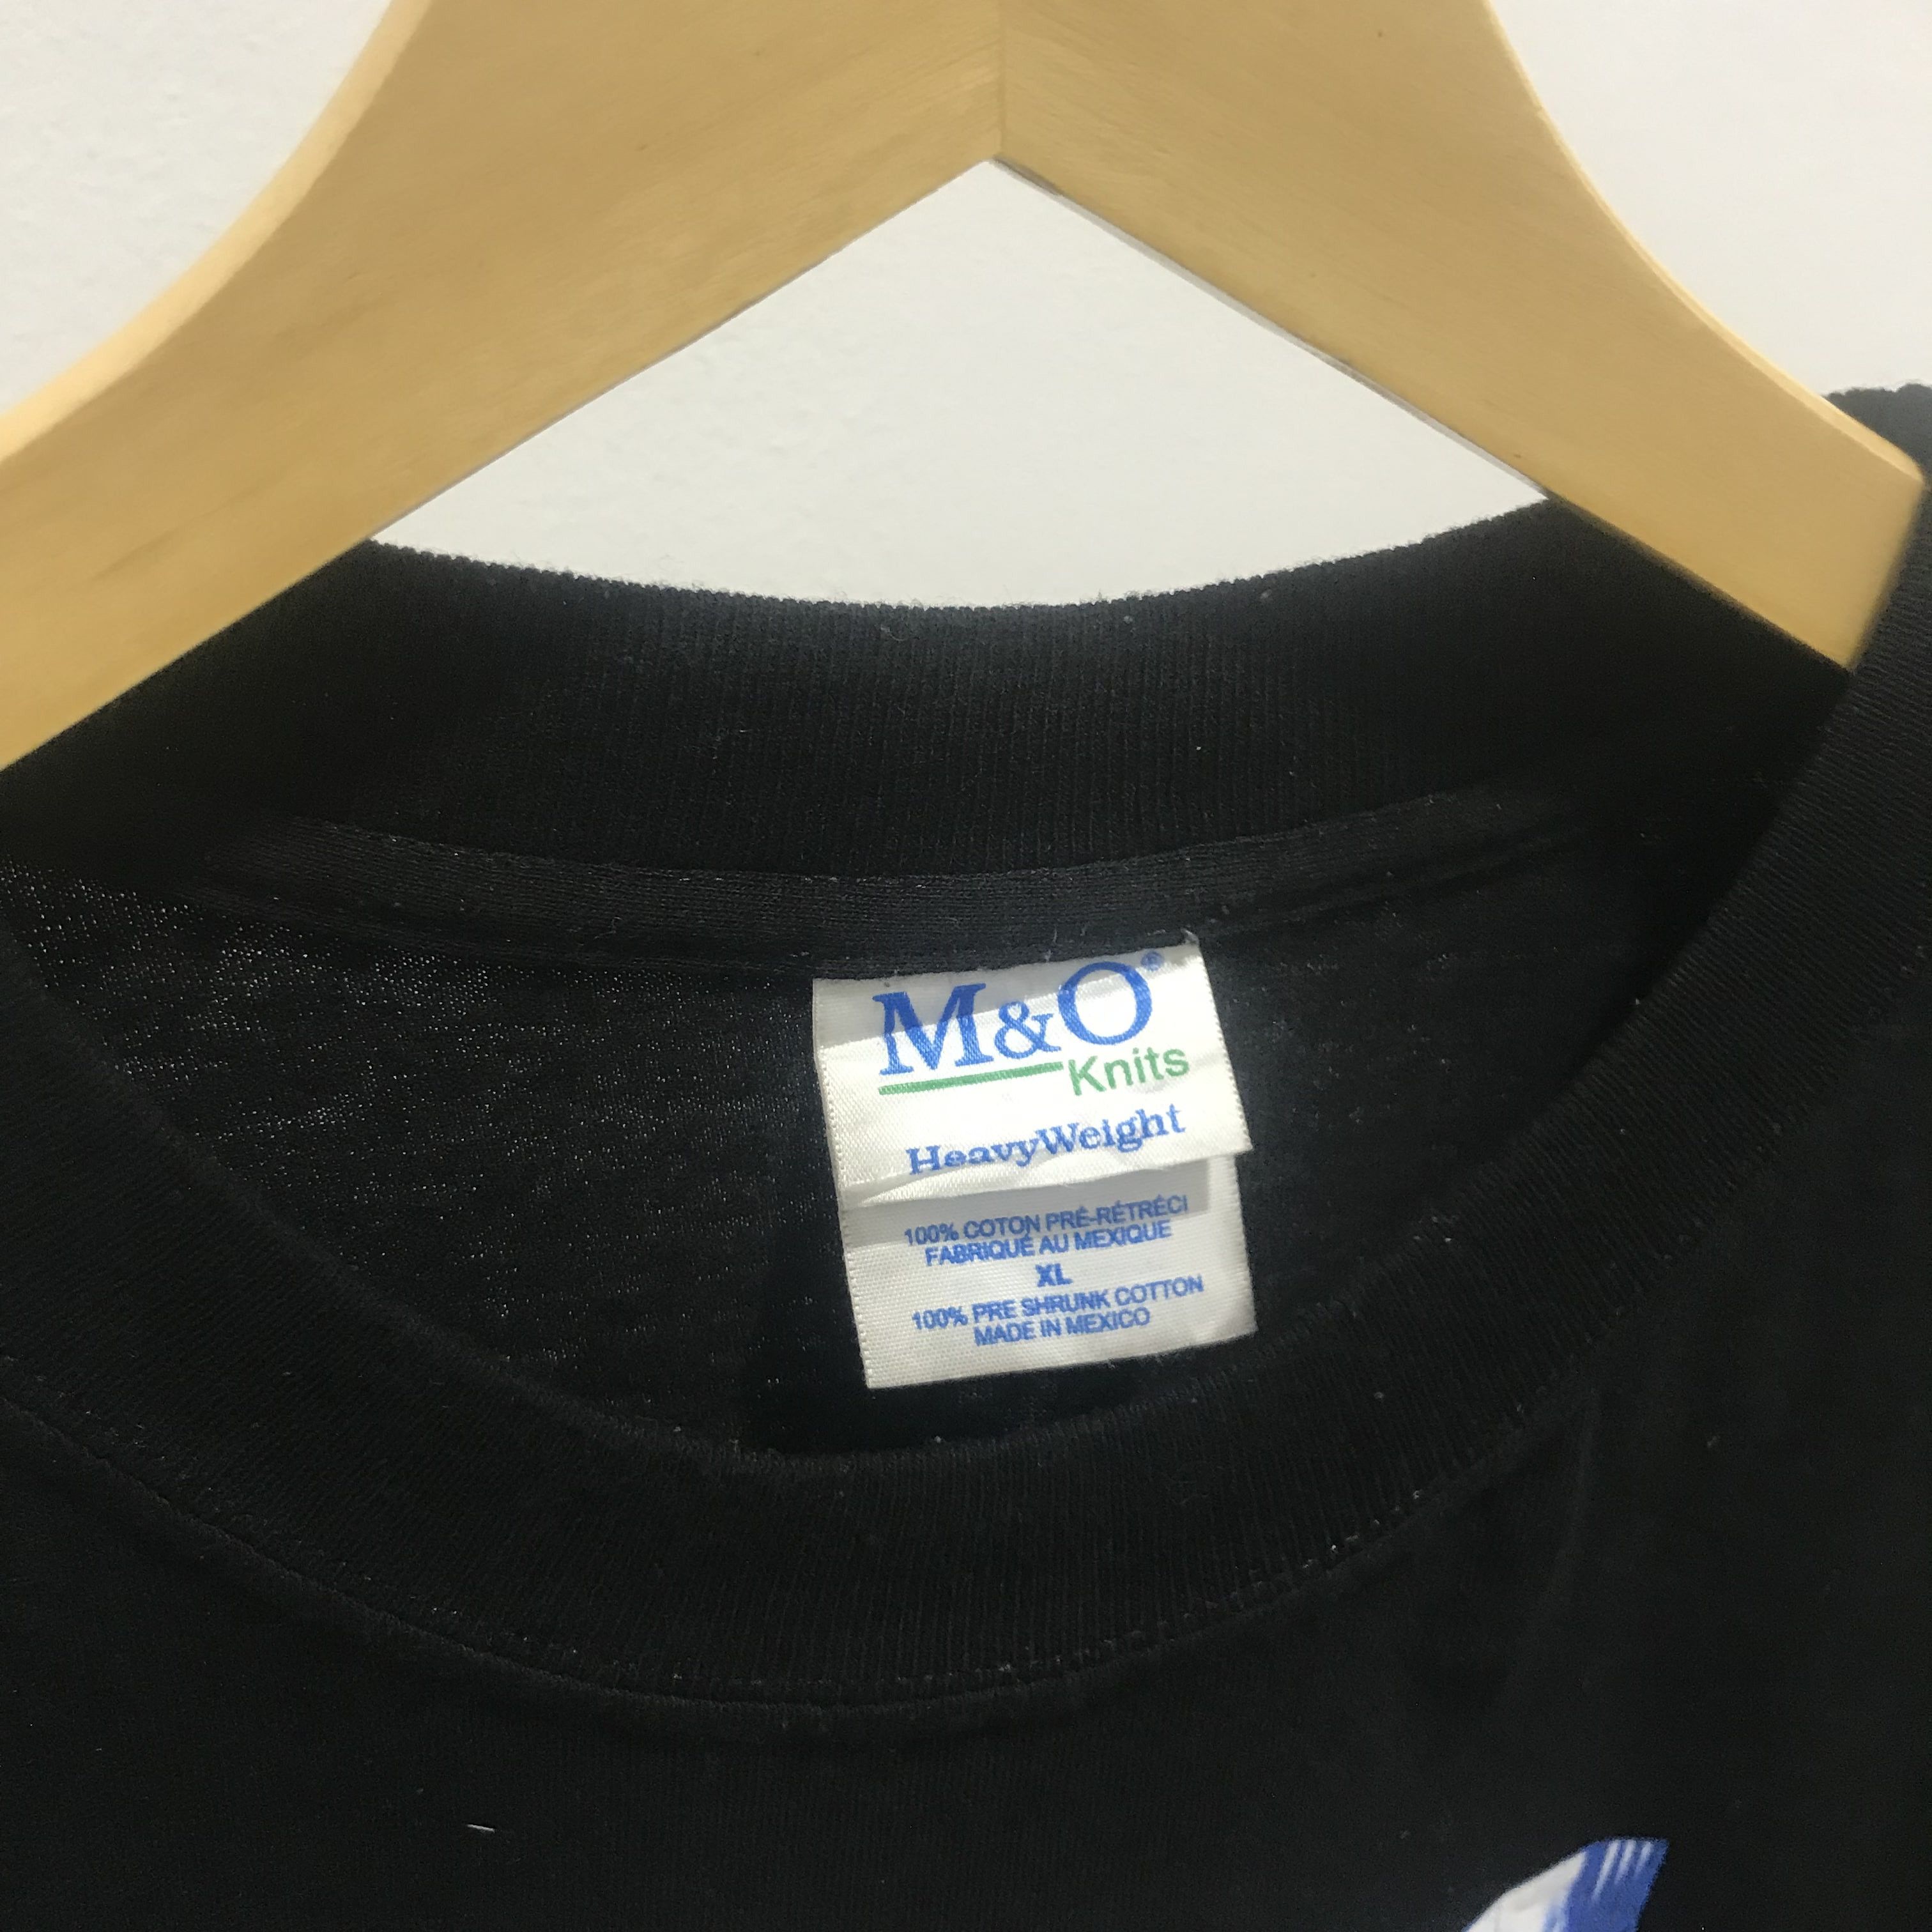 M&O®
Knits
HeavyWeight
100% COTON PRÉ-RÉTRÉCI
FABRIQUÉ AU MEXIQUE
XL
100% PRE SHRUNK COTTON
MADE IN MEXICO